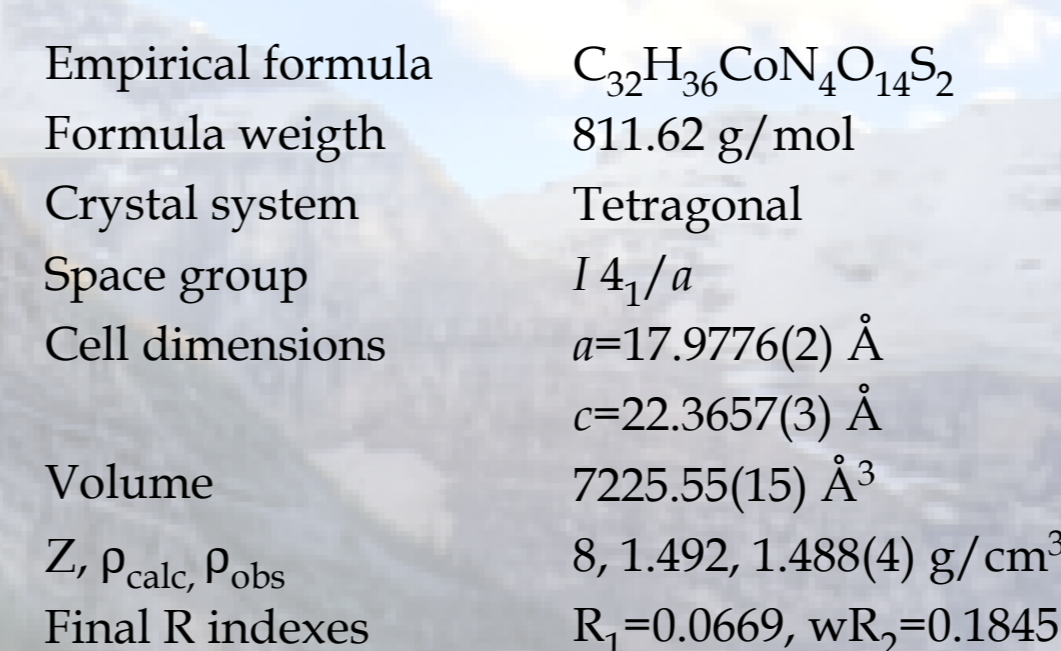 Empirical formula C₃₂H₃₆CoN₄O₁₄S₂
Formula weigth 811.62 g/mol
Crystal system Tetragonal
Space group I 4₁/a
Cell dimensions a=17.9776(2) Å
c=22.3657(3) Å
Volume 7225.55(15) Å³
Z, ρcalc, ρobs 8, 1.492, 1.488(4) g/cm³
Final R indexes R₁=0.0669, wR₂=0.1845